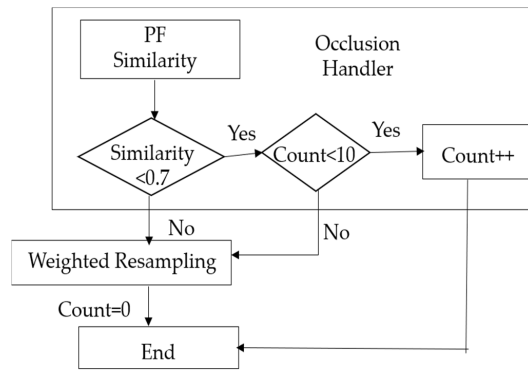 PF
Similarity
Occlusion
Handler
Similarity
<0.7
Yes
Count<10
Yes
Count++
No
No
Weighted Resampling
Count=0
End